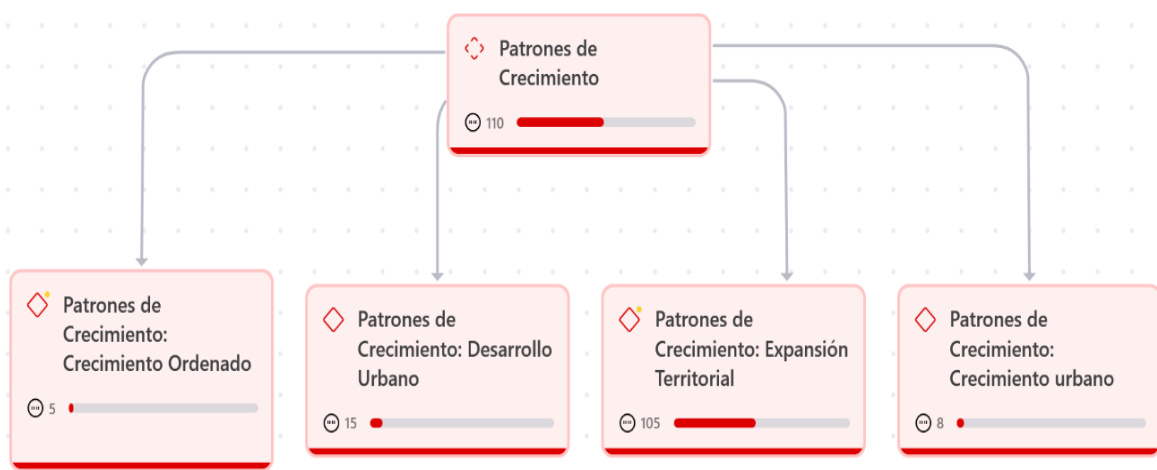 Patrones de
Crecimiento
110
Patrones de
Crecimiento:
Crecimiento Ordenado
5
Patrones de
Crecimiento: Desarrollo
Urbano
15
Patrones de
Crecimiento: Expansión
Territorial
105
Patrones de
Crecimiento:
Crecimiento urbano
8